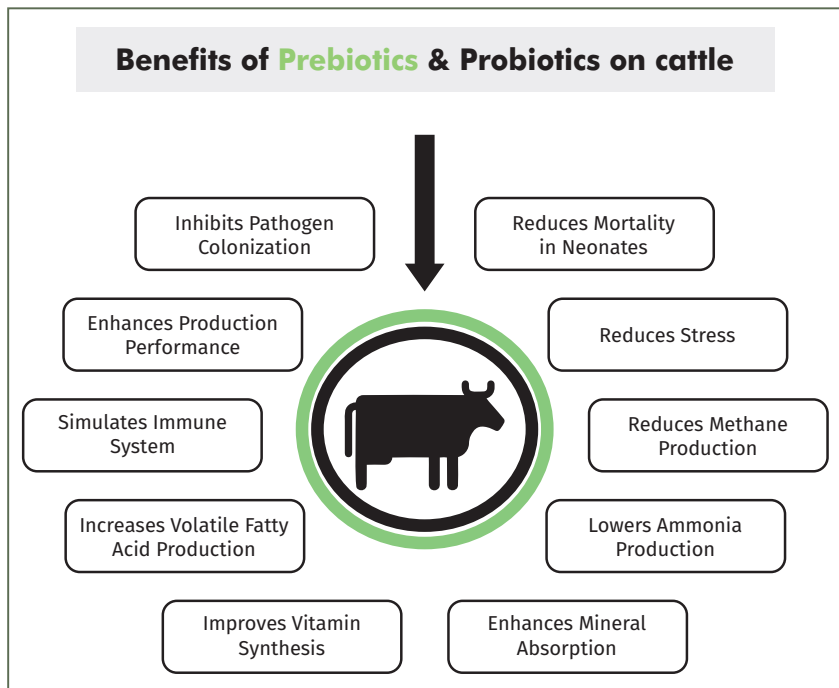 Benefits of Prebiotics & Probiotics on cattle
Inhibits Pathogen
Colonization
Reduces Mortality
in Neonates
Enhances Production
Performance
Reduces Stress
Simulates Immune
System
Reduces Methane
Production
Increases Volatile Fatty
Acid Production
Lowers Ammonia
Production
Improves Vitamin
Synthesis
Enhances Mineral
Absorption